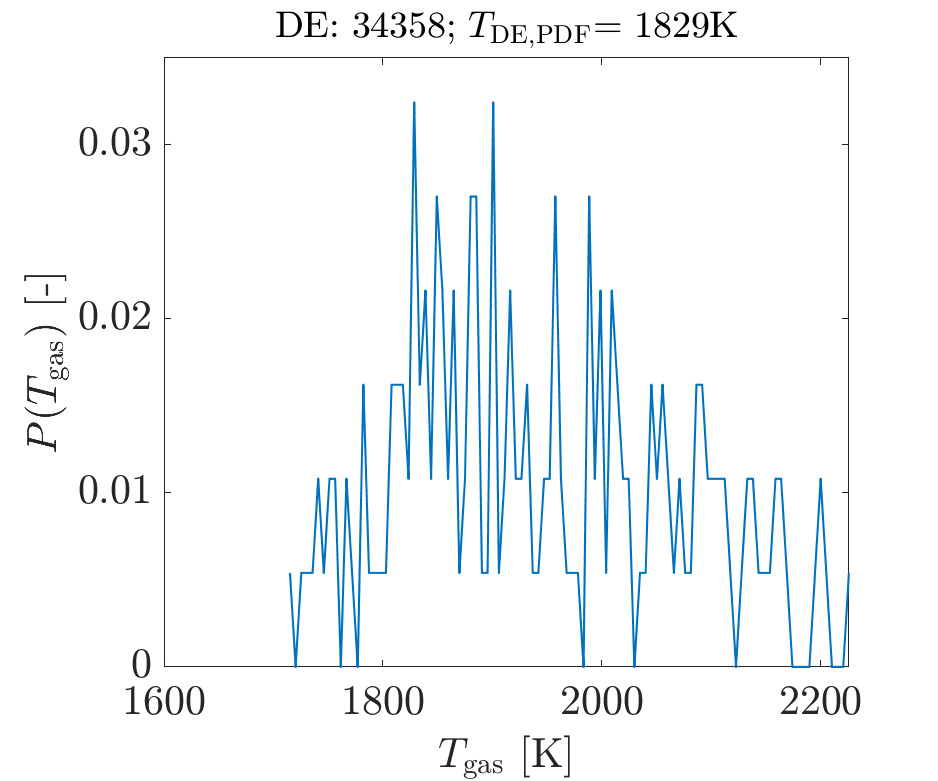 DE: 34358; T_DE,PDF= 1829K
0.03
0.02
0.01
0
P(T_gas) [-]
1600 1800 2000 2200
T_gas [K]